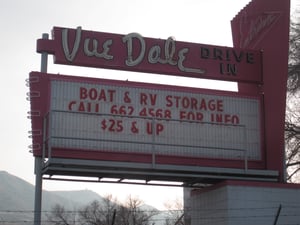 Vue Dale DRIVE
IN
BOAT & RV STORAGE
CALL 662 4568 FOR INFO
$25 & UP